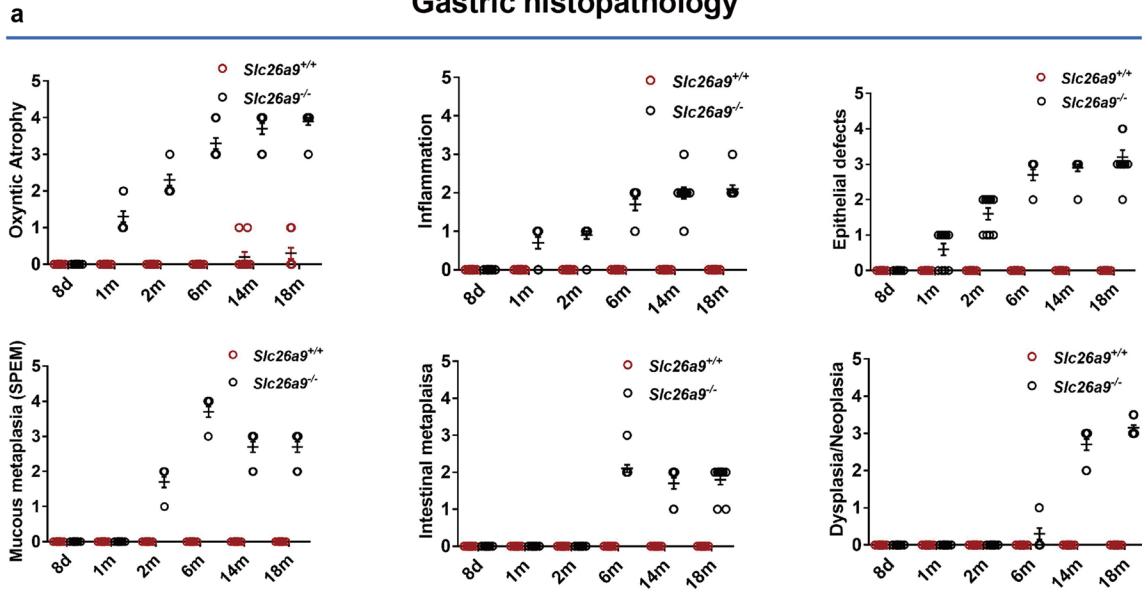 Gastric histopathology
a
Oxyntic Atrophy
5
4
3
2
1
0
Slc26a9+/+
Slc26a9-/-
8d
1m
2m
6m
14m
18m
Inflammation
5
4
3
2
1
0
Slc26a9+/+
Slc26a9-/-
8d
1m
2m
6m
14m
18m
Epithelial defects
5
4
3
2
1
0
Slc26a9+/+
Slc26a9-/-
8d
1m
2m
6m
14m
18m
Mucous metaplasia (SPEM)
5
4
3
2
1
0
Slc26a9+/+
Slc26a9-/-
8d
1m
2m
6m
14m
18m
Intestinal metaplaisa
5
4
3
2
1
0
Slc26a9+/+
Slc26a9-/-
8d
1m
2m
6m
14m
18m
Dysplasia/Neoplasia
5
4
3
2
1
0
Slc26a9+/+
Slc26a9-/-
8d
1m
2m
6m
14m
18m